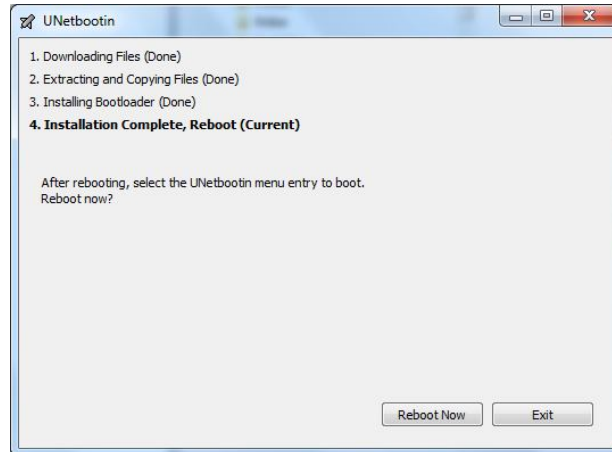 UNetbootin
1. Downloading Files (Done)
2. Extracting and Copying Files (Done)
3. Installing Bootloader (Done)
4. Installation Complete, Reboot (Current)
After rebooting, select the UNetbootin menu entry to boot.
Reboot now?
Reboot Now
Exit